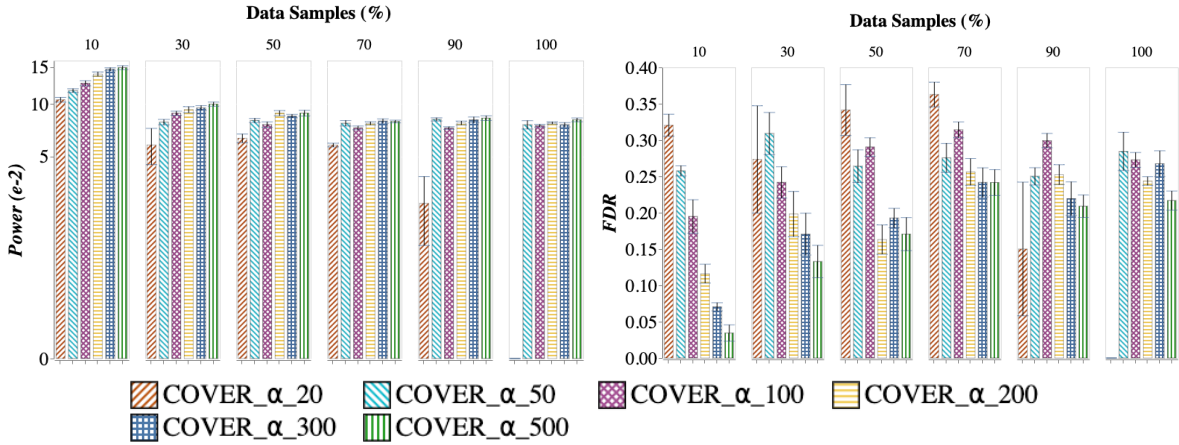 Data Samples (%)
10 30 50 70 90 100
15
10
5
0
Power (e-2)
Data Samples (%)
10 30 50 70 90 100
0.40
0.35
0.30
0.25
0.20
0.15
0.10
0.05
0.00
FDR
COVER_α_20 COVER_α_50 COVER_α_100 COVER_α_200
COVER_α_300 COVER_α_500